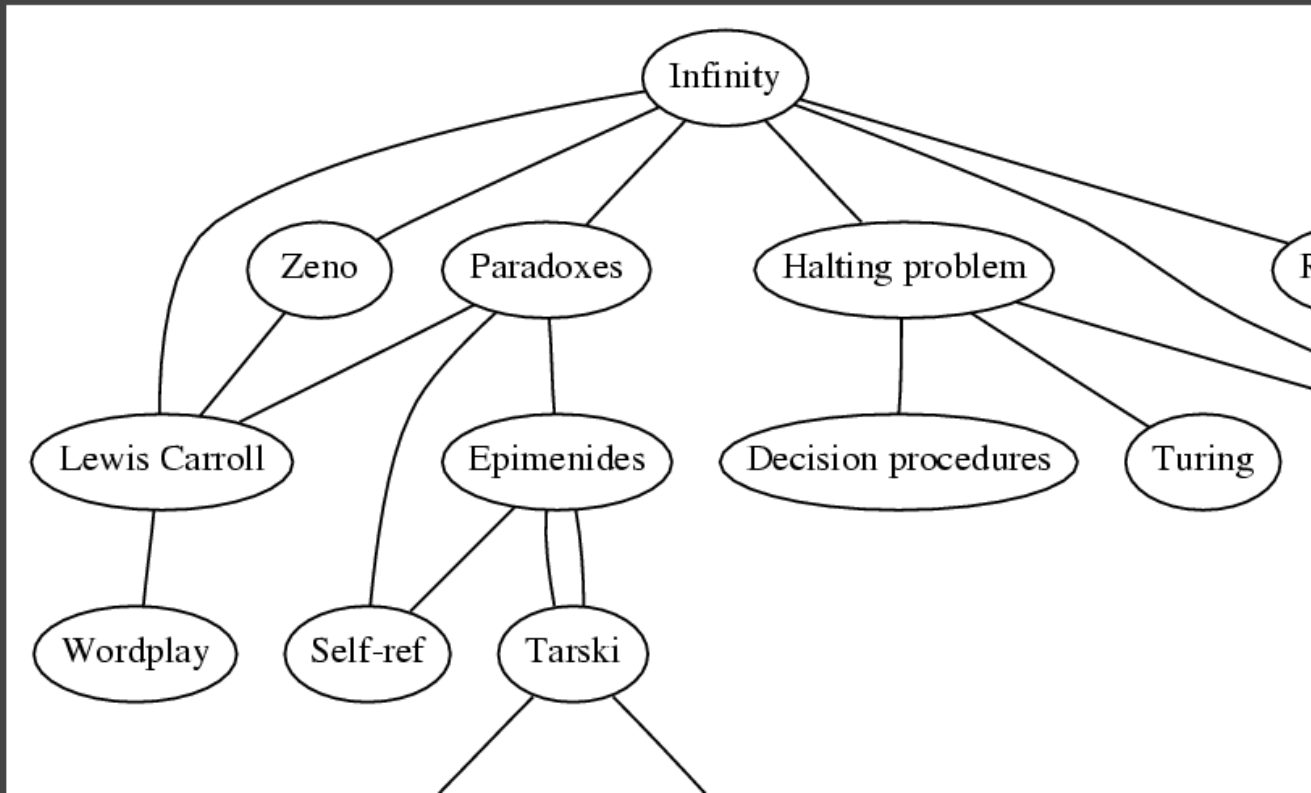 Infinity
Zeno
Paradoxes
Halting problem
Lewis Carroll
Epimenides
Decision procedures
Turing
Wordplay
Self-ref
Tarski